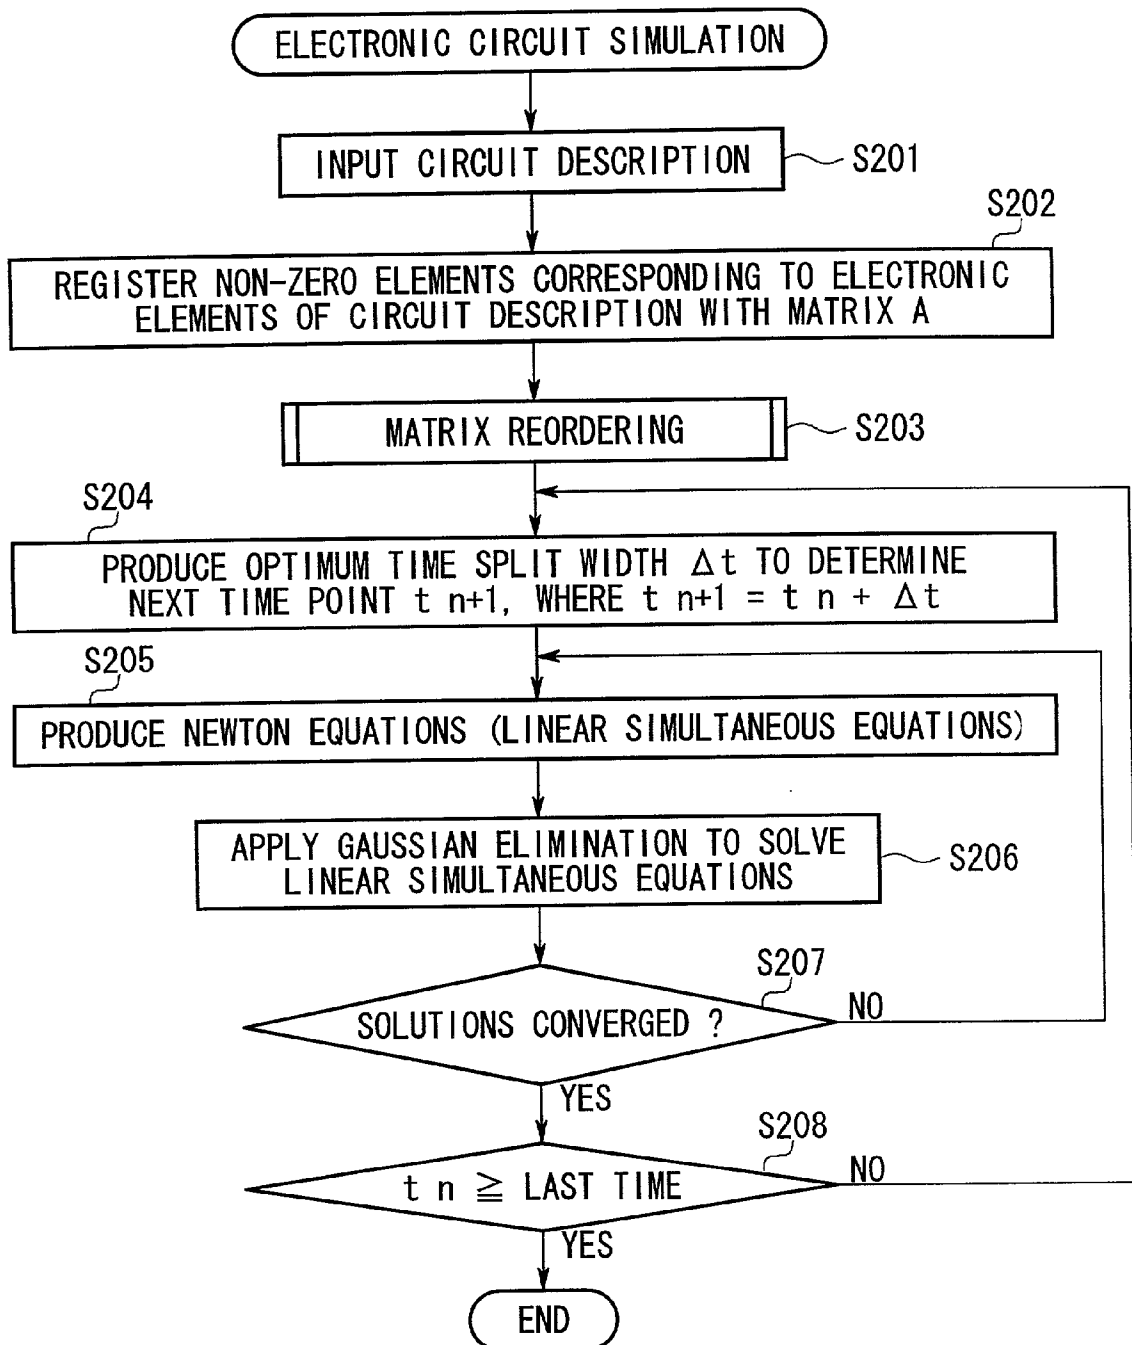 ELECTRONIC CIRCUIT SIMULATION
INPUT CIRCUIT DESCRIPTION
S201
S202
REGISTER NON-ZERO ELEMENTS CORRESPONDING TO ELECTRONIC
ELEMENTS OF CIRCUIT DESCRIPTION WITH MATRIX A
MATRIX REORDERING
S203
S204
PRODUCE OPTIMUM TIME SPLIT WIDTH Δt TO DETERMINE
NEXT TIME POINT t n+1, WHERE t n+1 = t n + Δt
S205
PRODUCE NEWTON EQUATIONS (LINEAR SIMULTANEOUS EQUATIONS)
APPLY GAUSSIAN ELIMINATION TO SOLVE
LINEAR SIMULTANEOUS EQUATIONS
S206
S207
SOLUTIONS CONVERGED ?
NO
YES
S208
t n ≧ LAST TIME
NO
YES
END